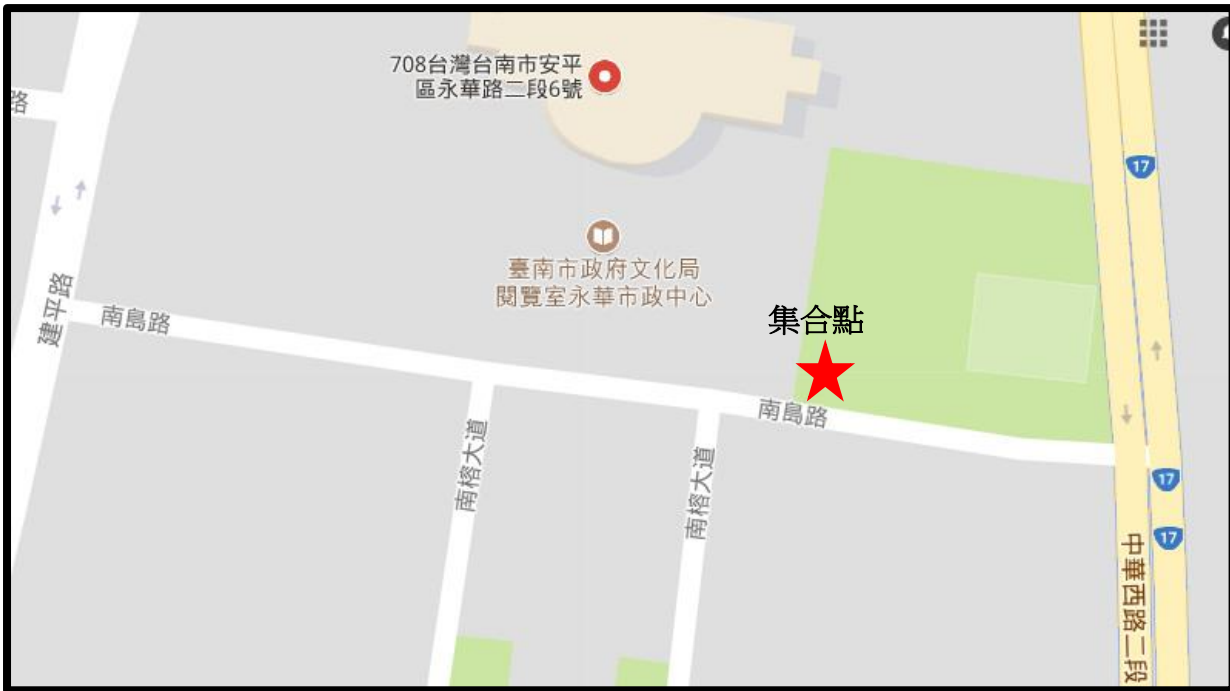 708台灣台南市安平
區永華路二段6號
路
17
臺南市政府文化局
閱覽室永華市政中心
建平路
南島路
集合點
南島路
南榕大道
南榕大道
17
17
中華西路二段